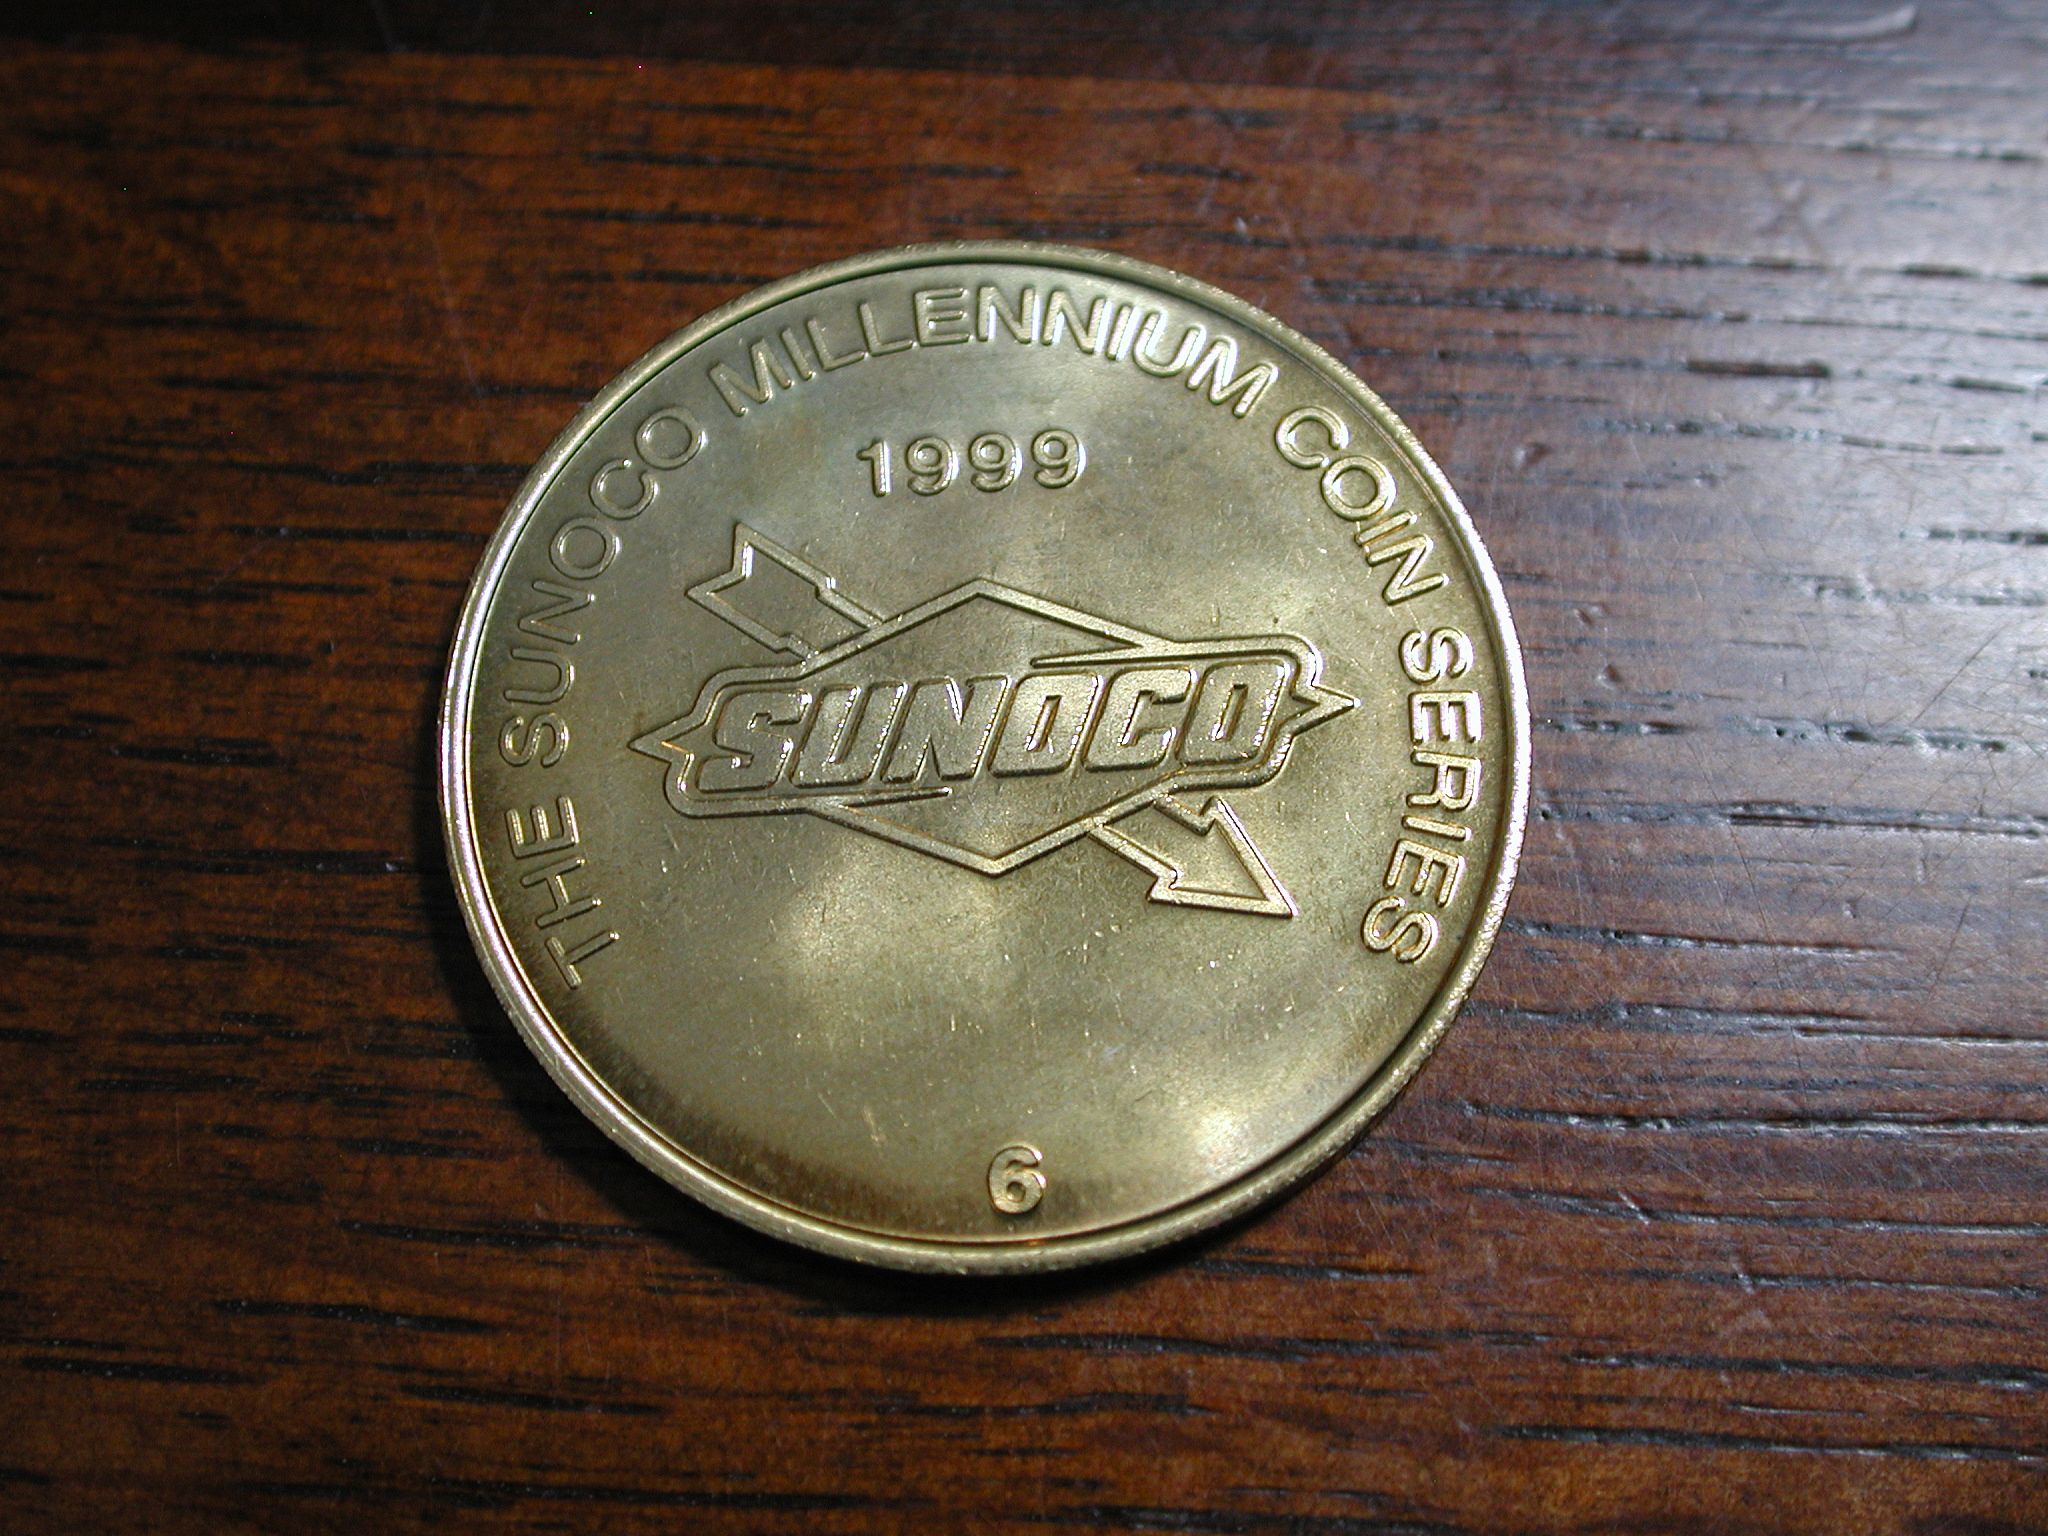 THE SUNOCO MILLENNIUM COIN SERIES
1999
SUNOCO
6